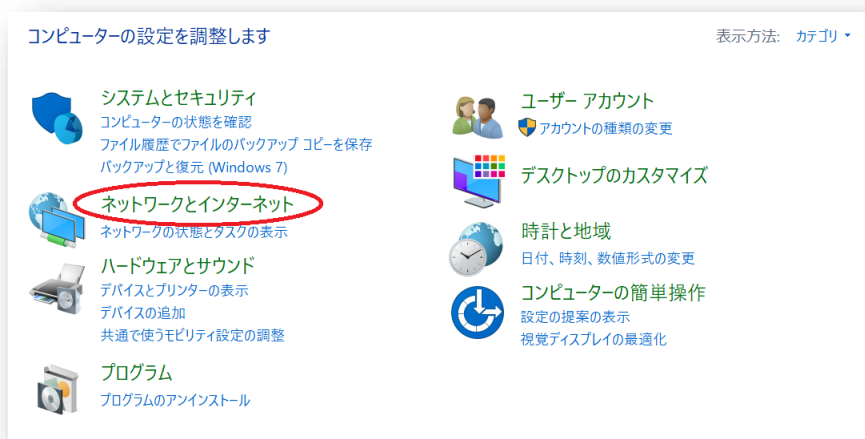 コンピューターの設定を調整します
表示方法: カテゴリ
システムとセキュリティ
コンピューターの状態を確認
ファイル履歴でファイルのバックアップ コピーを保存
バックアップと復元 (Windows 7)
ネットワークとインターネット
ネットワークの状態とタスクの表示
ハードウェアとサウンド
デバイスとプリンターの表示
デバイスの追加
共通で使うモビリティ設定の調整
プログラム
プログラムのアンインストール
ユーザー アカウント
アカウントの種類の変更
デスクトップのカスタマイズ
時計と地域
日付、時刻、数値形式の変更
コンピューターの簡単操作
設定の提案の表示
視覚ディスプレイの最適化